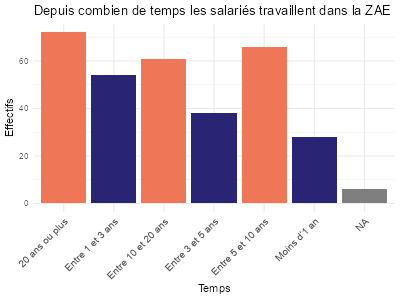 Depuis combien de temps les salariés travaillent dans la ZAE
Effectifs
60
40
20
0
20 ans ou plus
Entre 1 et 3 ans
Entre 10 et 20 ans
Entre 3 et 5 ans
Entre 5 et 10 ans
Moins d'1 an
NA
Temps